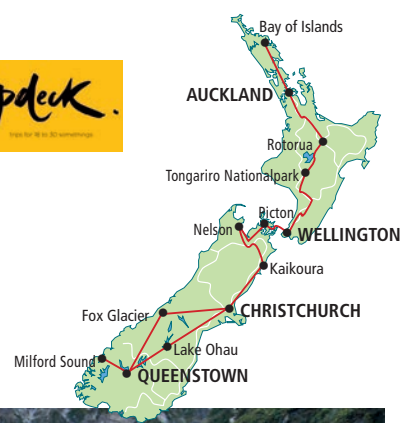 Bay of Islands
pdeck.
trips for 18 to 30 somethings
AUCKLAND
Rotorua
Tongariro Nationalpark
Picton
Nelson
WELLINGTON
Kaikoura
Fox Glacier
CHRISTCHURCH
Lake Ohau
Milford Sound
QUEENSTOWN